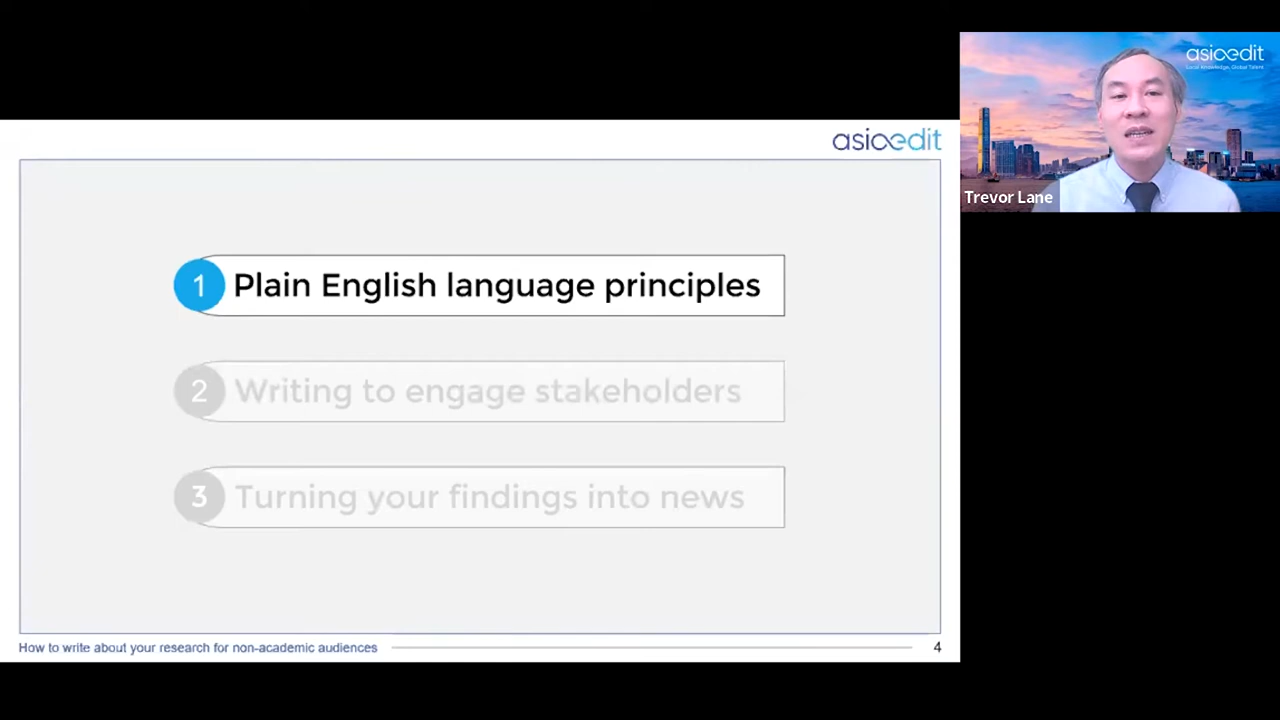 asiaedit
asiaedit
Trevor Lane
1 Plain English language principles
2 Writing to engage stakeholders
3 Turning your findings into news
How to write about your research for non-academic audiences
4